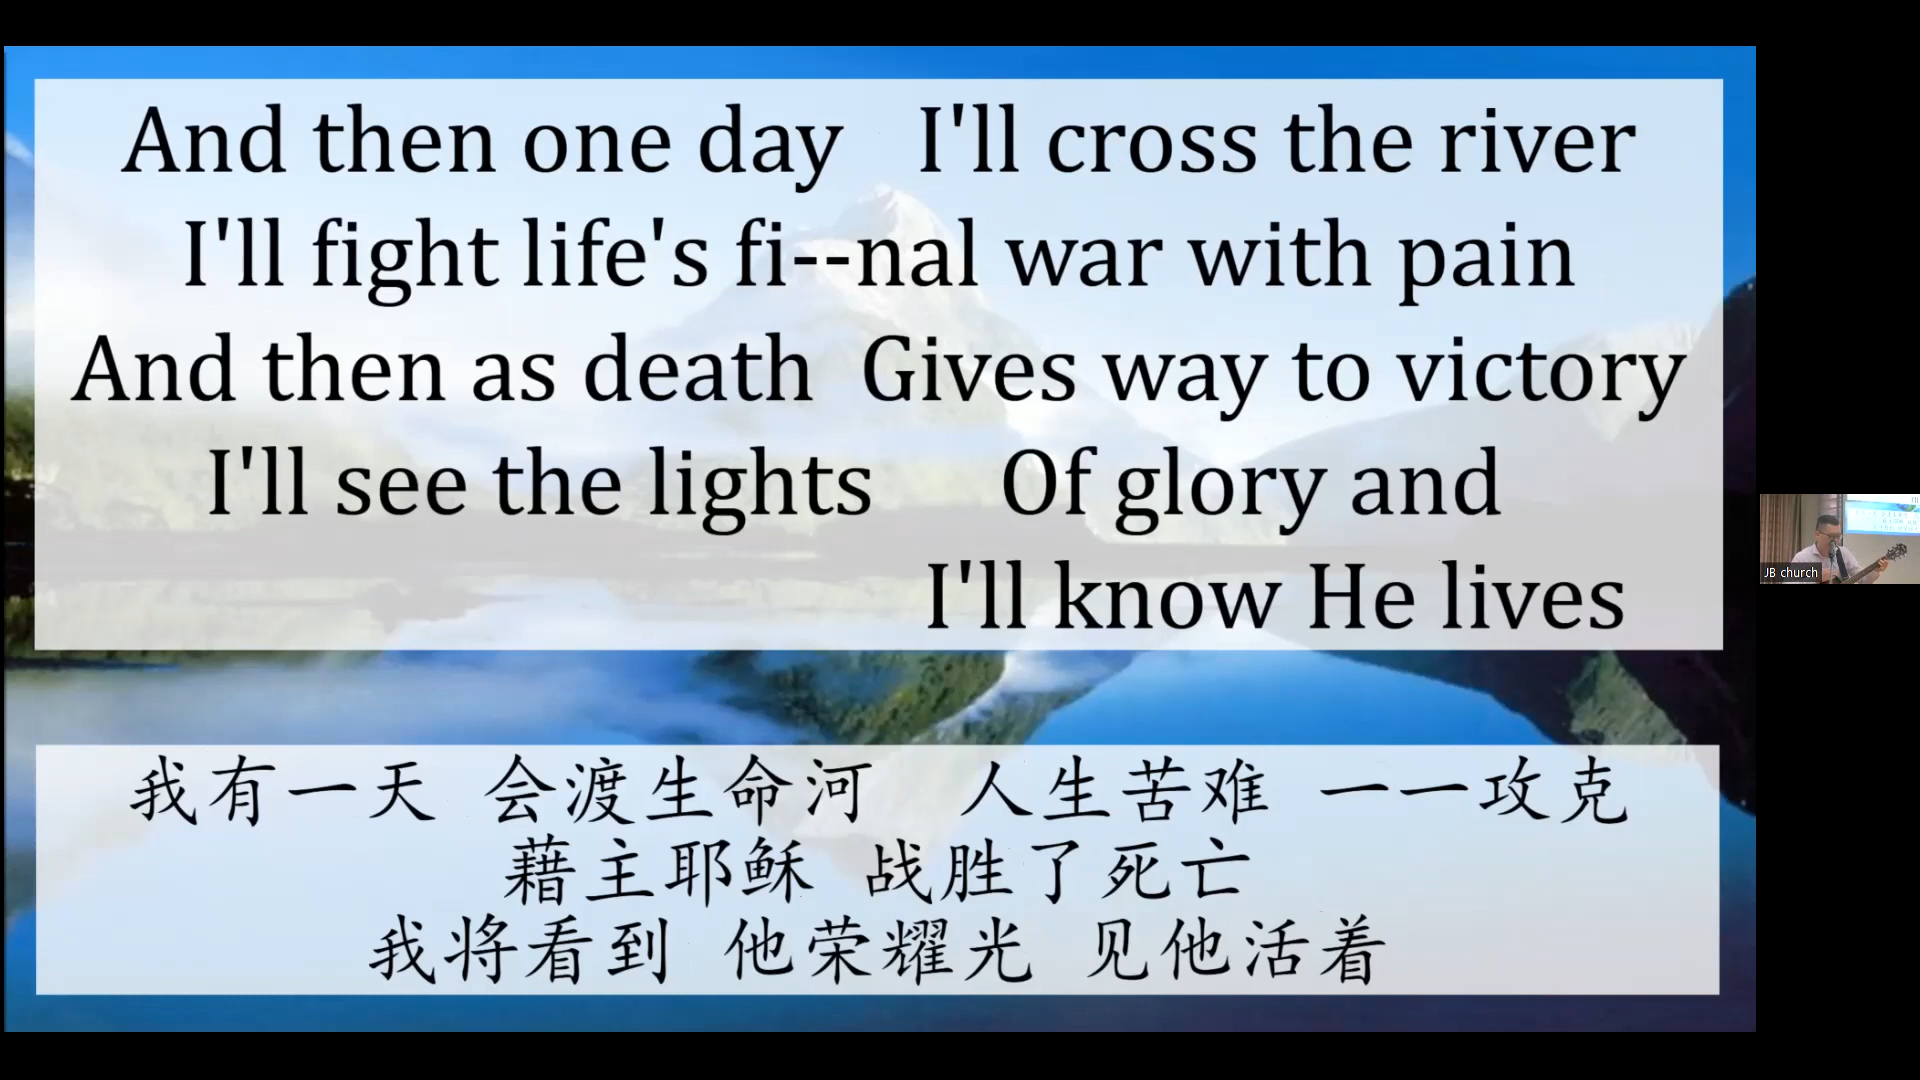 And then one day I'll cross the river
I'll fight life's fi--nal war with pain
And then as death Gives way to victory
I'll see the lights Of glory and
I'll know He lives
我有一天 会渡生命河 人生苦难 一一攻克
藉主耶稣 战胜了死亡
我将看到 他荣耀光 见他活着
JB church